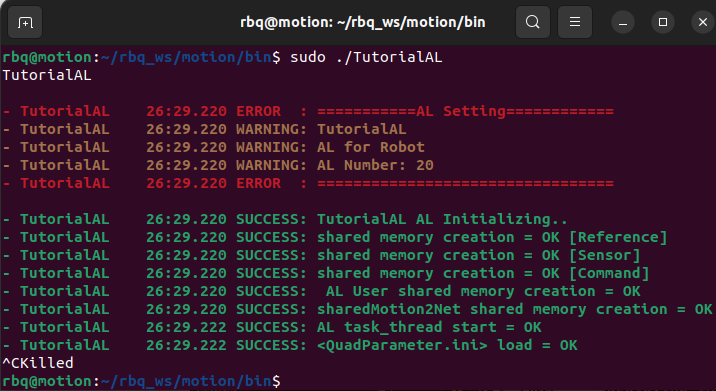 rbq@motion: ~/rbq_ws/motion/bin
rbq@motion:~/rbq_ws/motion/bin$ sudo ./TutorialAL
TutorialAL
- TutorialAL    26:29.220 ERROR  : ===========AL Setting============
- TutorialAL    26:29.220 WARNING: TutorialAL
- TutorialAL    26:29.220 WARNING: AL for Robot
- TutorialAL    26:29.220 WARNING: AL Number: 20
- TutorialAL    26:29.220 ERROR  : =================================
- TutorialAL    26:29.220 SUCCESS: TutorialAL AL Initializing..
- TutorialAL    26:29.220 SUCCESS: shared memory creation = OK [Reference]
- TutorialAL    26:29.220 SUCCESS: shared memory creation = OK [Sensor]
- TutorialAL    26:29.220 SUCCESS: shared memory creation = OK [Command]
- TutorialAL    26:29.220 SUCCESS:  AL User shared memory creation = OK
- TutorialAL    26:29.220 SUCCESS: sharedMotion2Net shared memory creation = OK
- TutorialAL    26:29.222 SUCCESS: AL task_thread start = OK
- TutorialAL    26:29.222 SUCCESS: <QuadParameter.ini> load = OK
^CKilled
rbq@motion:~/rbq_ws/motion/bin$